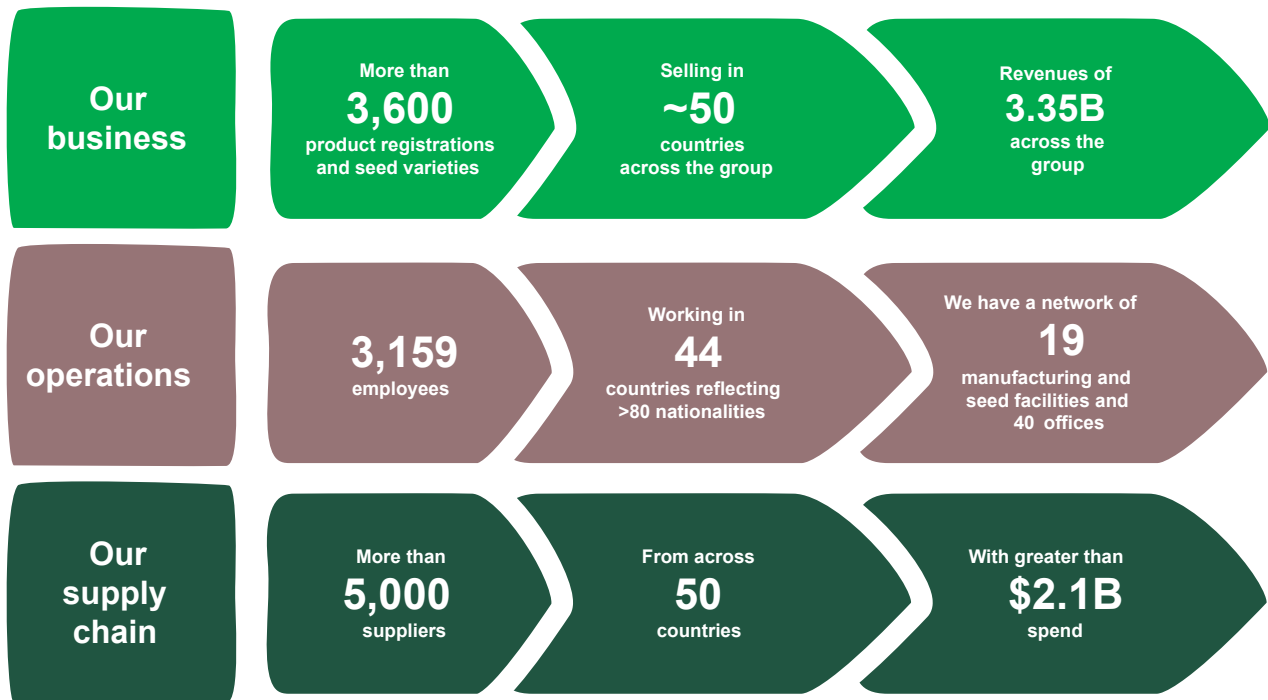 Our
business
More than
3,600
product registrations
and seed varieties
Selling in
~50
countries
across the group
Revenues of
3.35B
across the
group
Our
operations
3,159
employees
Working in
44
countries reflecting
>80 nationalities
We have a network of
19
manufacturing and
seed facilities and
40 offices
Our
supply
chain
More than
5,000
suppliers
From across
50
countries
With greater than
$2.1B
spend